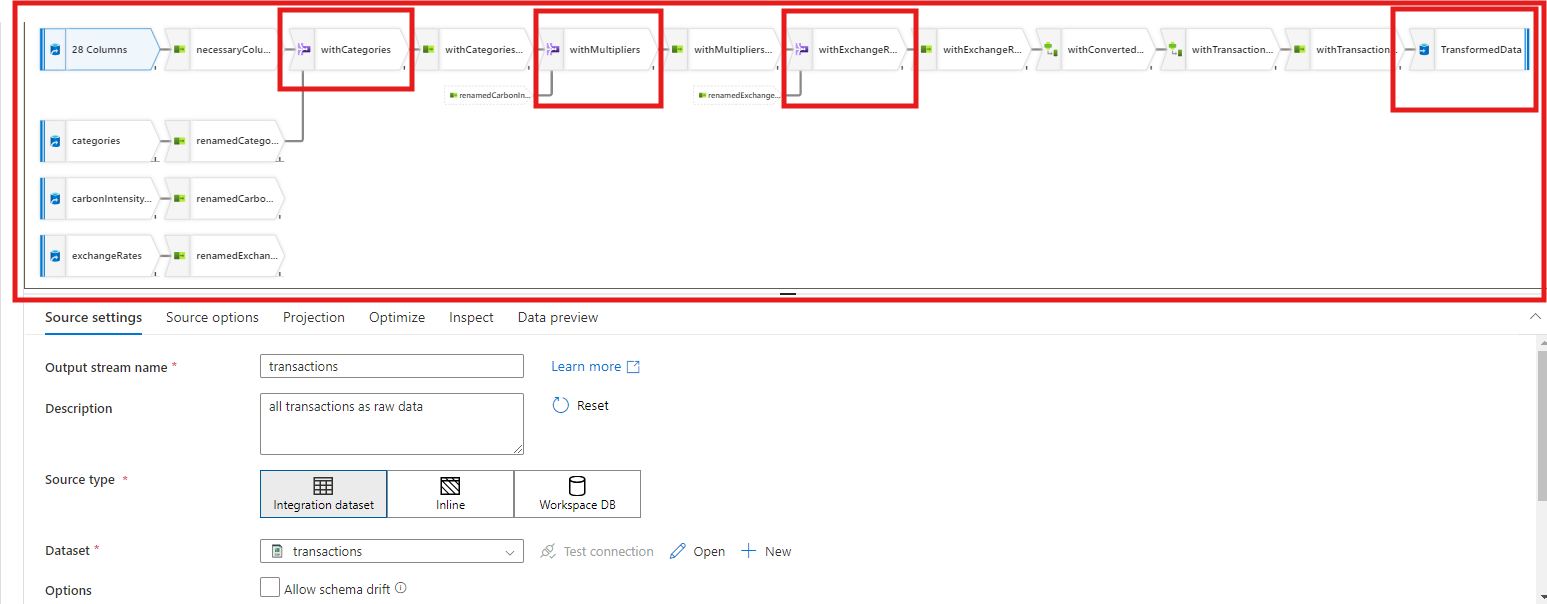 28 Columns
necessaryColu...
withCategories
withCategories...
withMultipliers
withMultipliers...
withExchangeR...
withExchangeR...
withConverted...
withTransaction...
withTransaction
TransformedData
renamedCarbonIn...
renamedExchange...
categories
renamedCatego...
carbonIntensity...
renamedCarbo...
exchangeRates
renamedExchan...
Source settings
Source options
Projection
Optimize
Inspect
Data preview
Output stream name *
transactions
Learn more
Description
all transactions as raw data
Reset
Source type *
Integration dataset
Inline
Workspace DB
Dataset *
transactions
Test connection
Open
New
Options
Allow schema drift